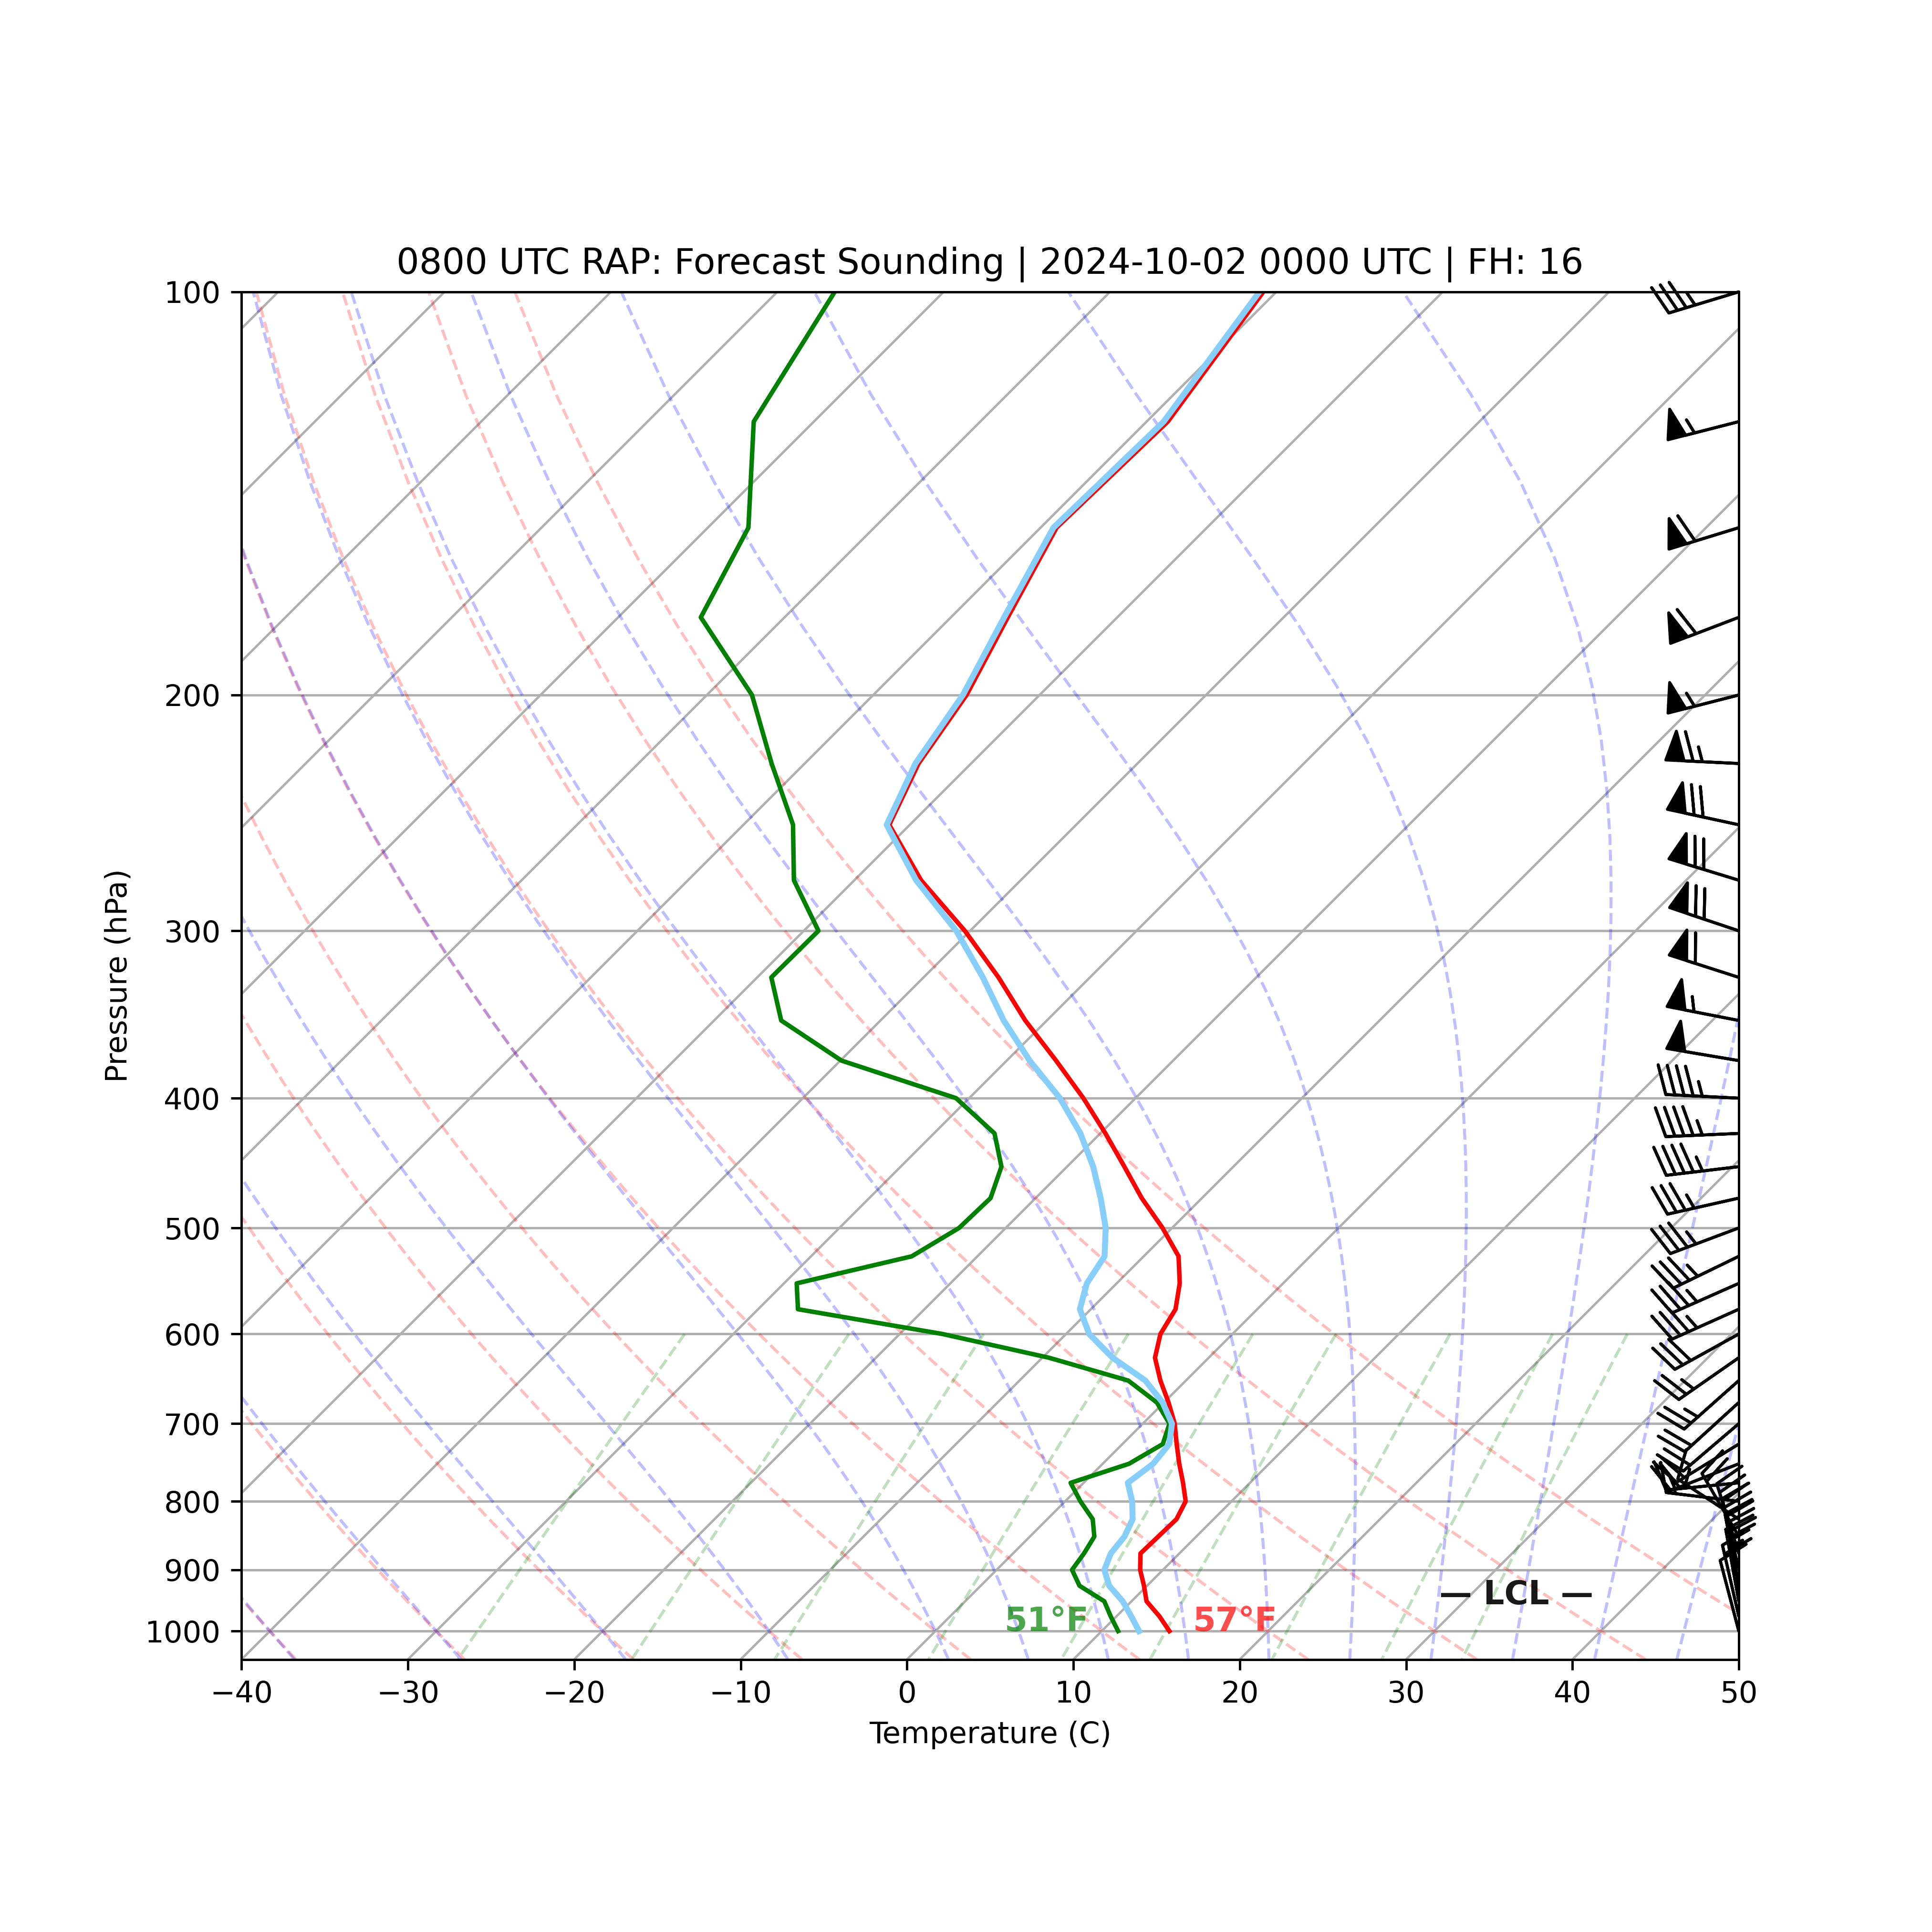 0800 UTC RAP: Forecast Sounding | 2024-10-02 0000 UTC | FH: 16
100
200
300
400
500
600
700
800
900
1000
Pressure (hPa)
— LCL —
51°F 57°F
−40 −30 −20 −10 0 10 20 30 40 50
Temperature (C)